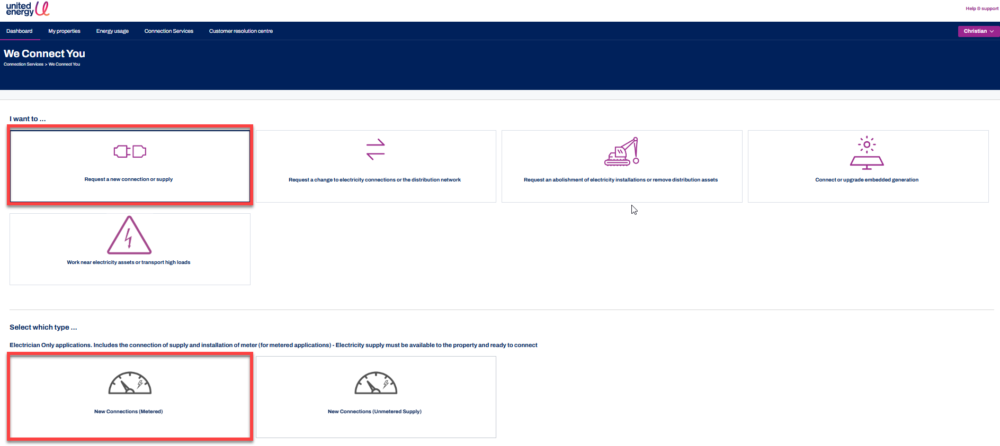 united
energy
Help & support
Dashboard My properties Energy usage Connection Services Customer resolution centre Christian
We Connect You
Connection Services > We Connect You
I want to ...
Request a new connection or supply
Request a change to electricity connections or the distribution network
Request an abolishment of electricity installations or remove distribution assets
Connect or upgrade embedded generation
Work near electricity assets or transport high loads
Select which type ...
Electrician Only applications. Includes the connection of supply and installation of meter (for metered applications) - Electricity supply must be available to the property and ready to connect
New Connections (Metered)
New Connections (Unmetered Supply)